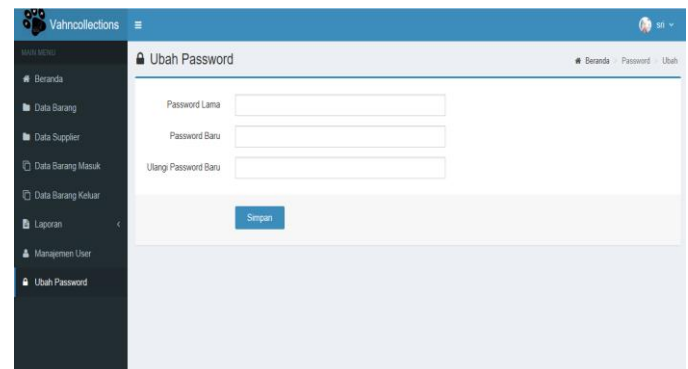 Vahncollections
sri
MAIN MENU
Ubah Password
Beranda > Password > Ubah
Beranda
Data Barang
Data Supplier
Data Barang Masuk
Data Barang Keluar
Laporan
Manajemen User
Ubah Password
Password Lama
Password Baru
Ulangi Password Baru
Simpan